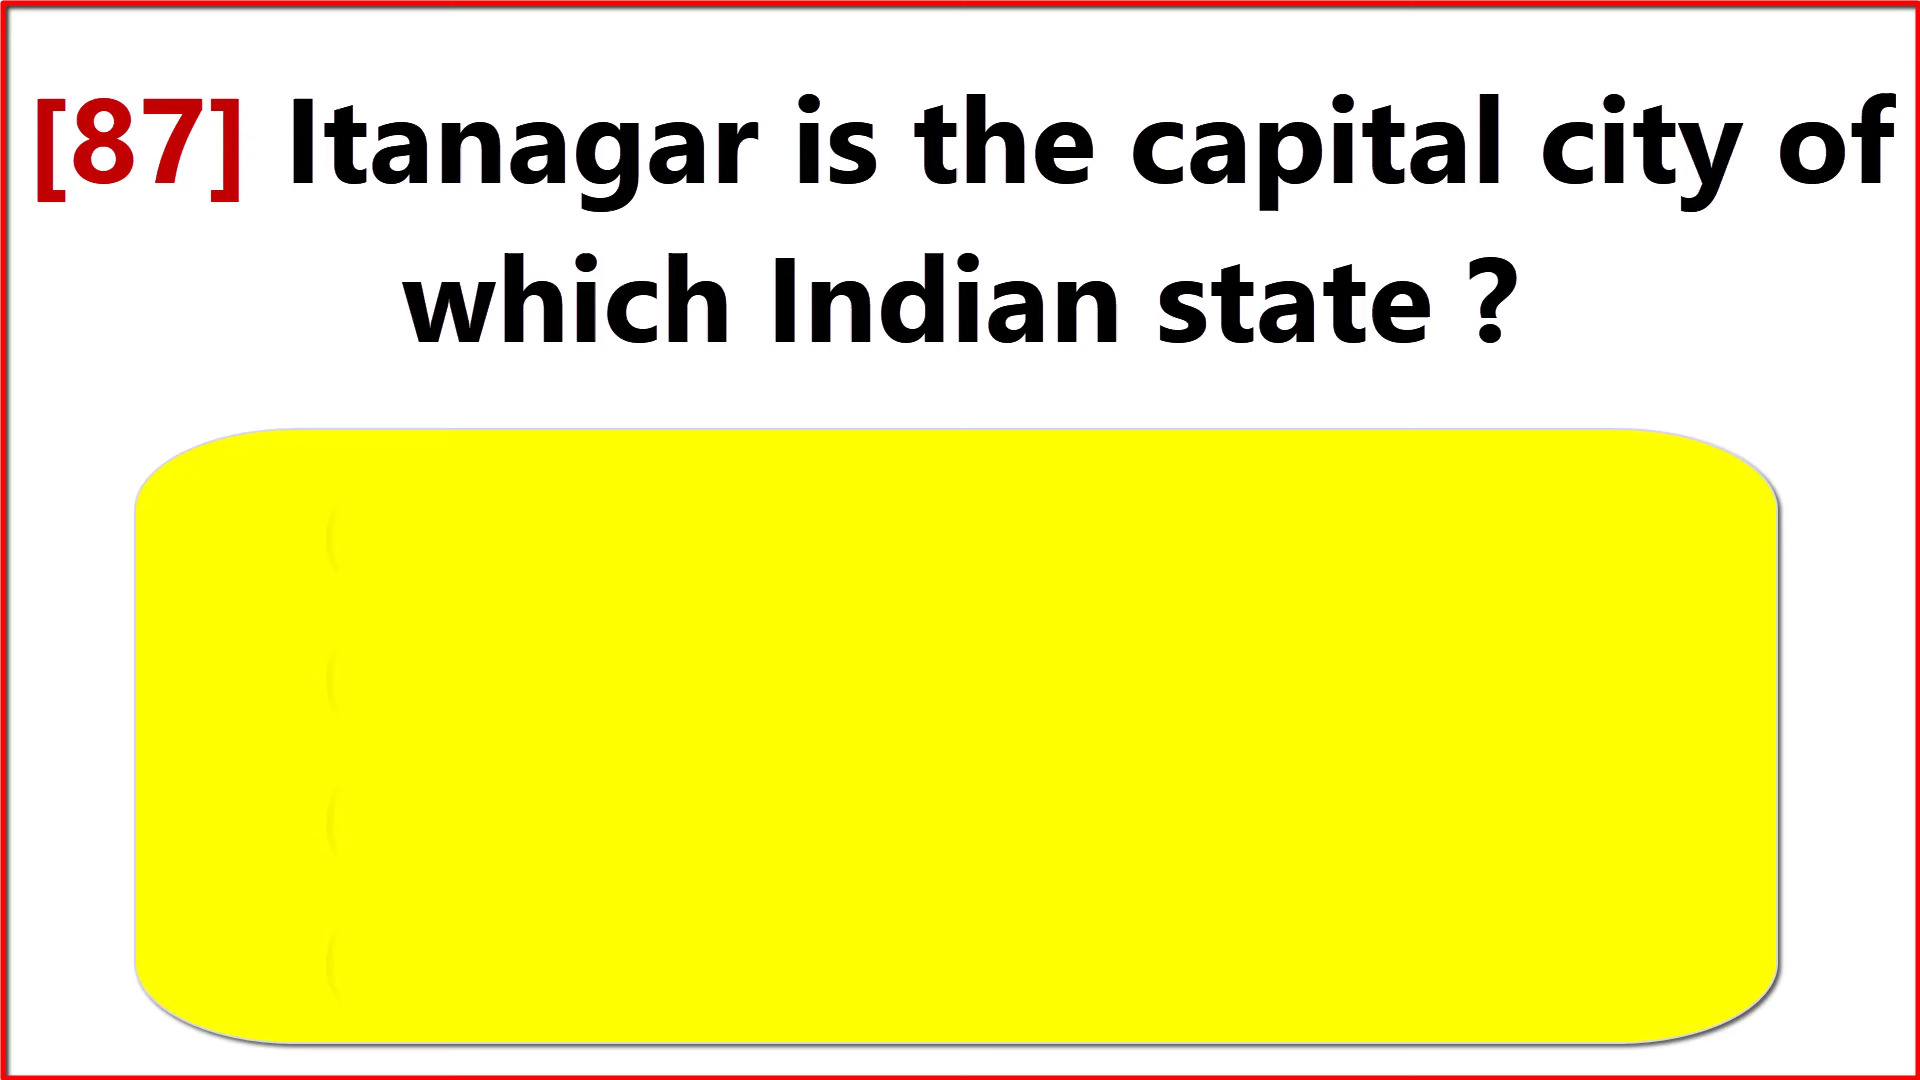 [87] Itanagar is the capital city of
which Indian state ?